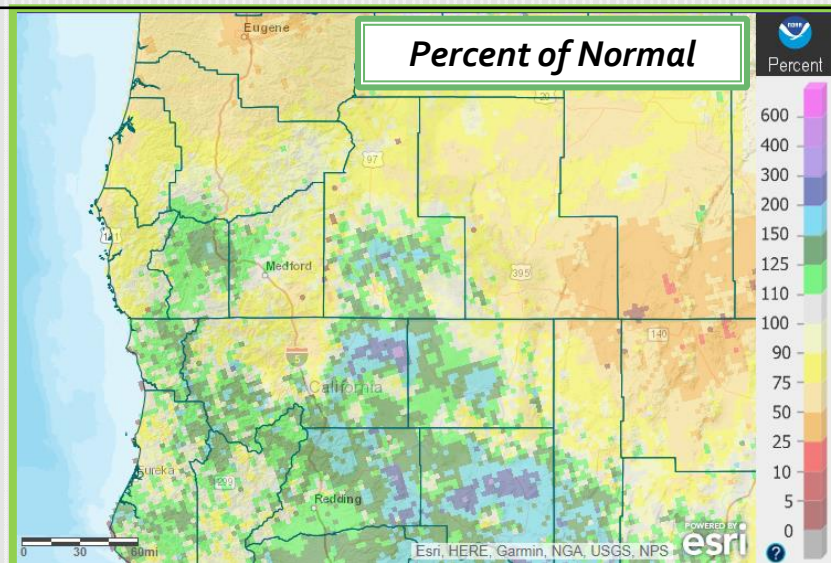 Eugene
Percent of Normal
NOAA
Percent
20
97
600
400
300
200
150
125
110
100
90
75
50
25
10
5
0
101
Medford
395
140
5
California
Eureka
299
Redding
0 30 60mi
Esri, HERE, Garmin, NGA, USGS, NPS
POWERED BY
esri
?